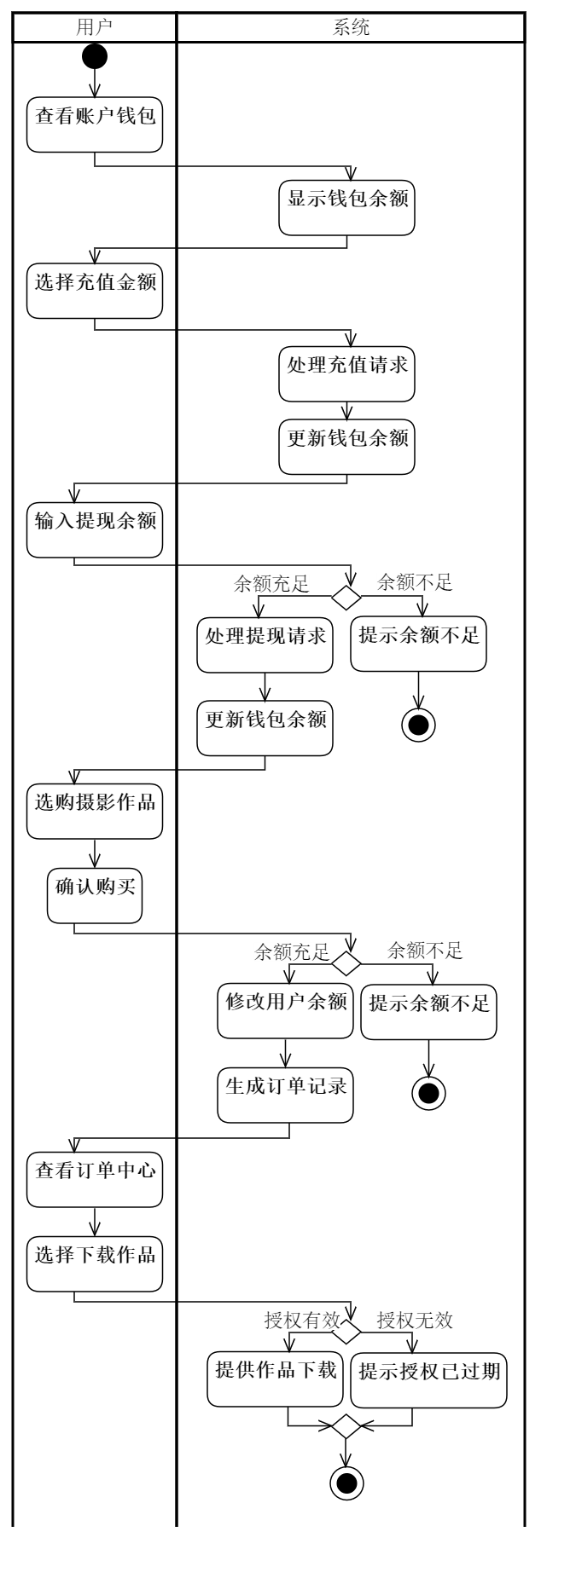 用户
系统
查看账户钱包
显示钱包余额
选择充值金额
处理充值请求
更新钱包余额
输入提现余额
余额充足
余额不足
处理提现请求
提示余额不足
更新钱包余额
选购摄影作品
确认购买
余额充足
余额不足
修改用户余额
提示余额不足
生成订单记录
查看订单中心
选择下载作品
授权有效
授权无效
提供作品下载
提示授权已过期